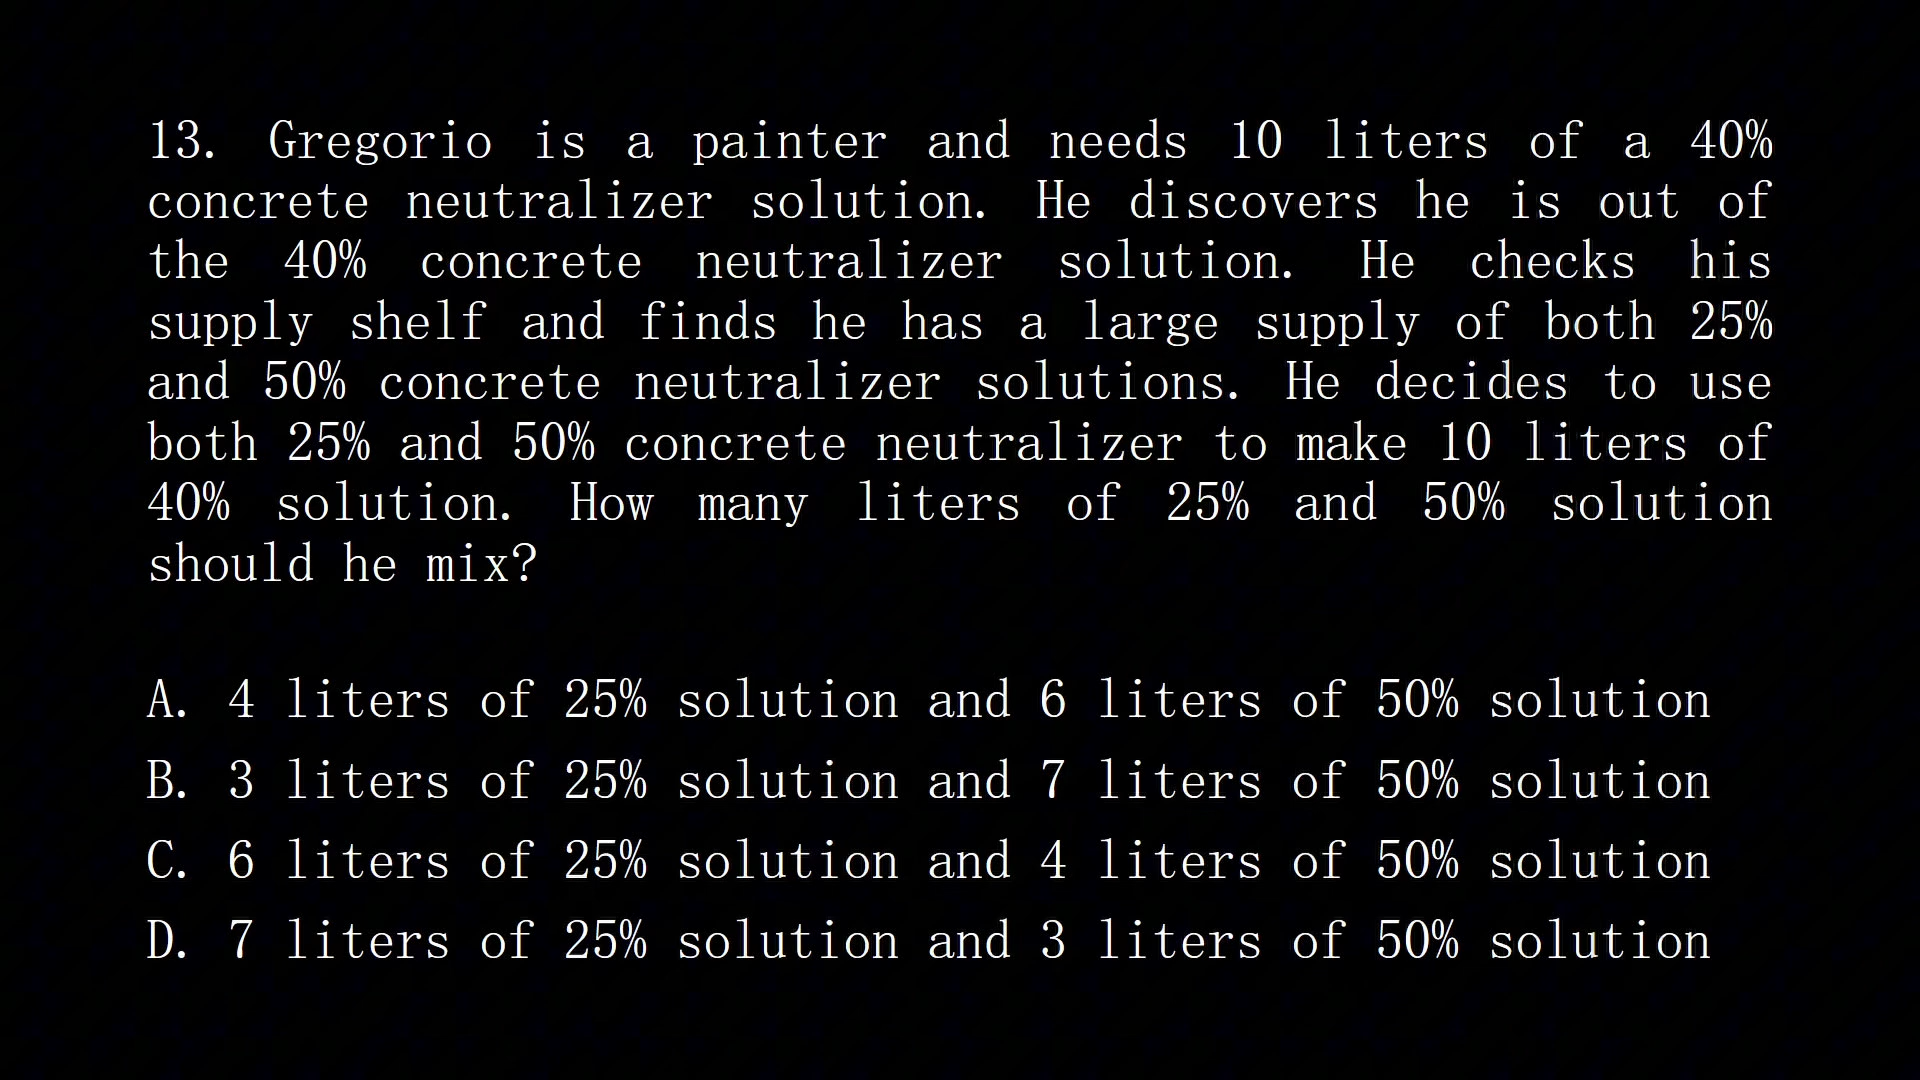 13. Gregorio is a painter and needs 10 liters of a 40%
concrete neutralizer solution. He discovers he is out of
the 40% concrete neutralizer solution. He checks his
supply shelf and finds he has a large supply of both 25%
and 50% concrete neutralizer solutions. He decides to use
both 25% and 50% concrete neutralizer to make 10 liters of
40% solution. How many liters of 25% and 50% solution
should he mix?
A. 4 liters of 25% solution and 6 liters of 50% solution
B. 3 liters of 25% solution and 7 liters of 50% solution
C. 6 liters of 25% solution and 4 liters of 50% solution
D. 7 liters of 25% solution and 3 liters of 50% solution